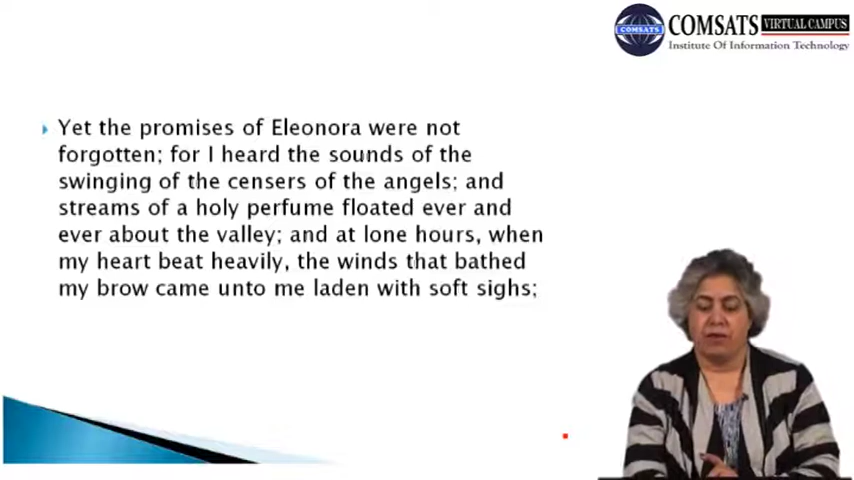 COMSATS
COMSATS VIRTUAL CAMPUS
Institute Of Information Technology
Yet the promises of Eleonora were not
forgotten; for I heard the sounds of the
swinging of the censers of the angels; and
streams of a holy perfume floated ever and
ever about the valley; and at lone hours, when
my heart beat heavily, the winds that bathed
my brow came unto me laden with soft sighs;